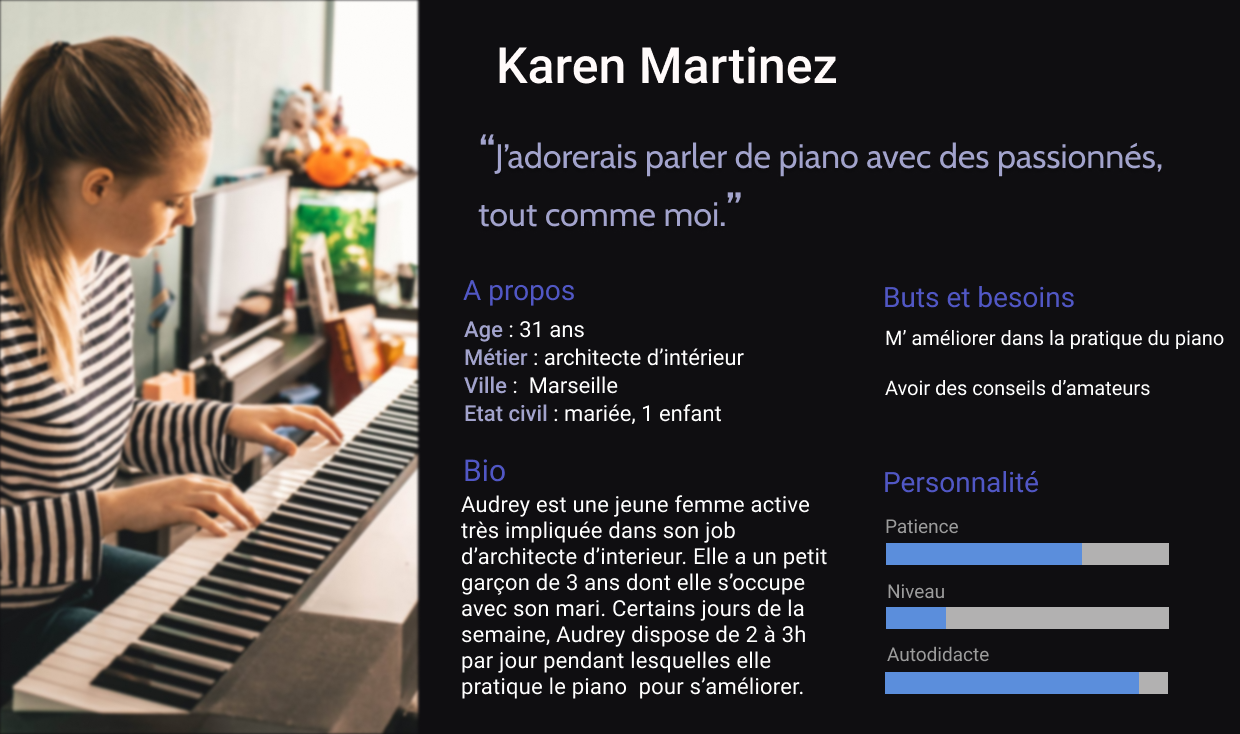 Karen Martinez
“J’adorerais parler de piano avec des passionnés,
tout comme moi.”
A propos
Age : 31 ans
Métier : architecte d’intérieur
Ville :  Marseille
Etat civil : mariée, 1 enfant
Bio
Audrey est une jeune femme active
très impliquée dans son job
d’architecte d’interieur. Elle a un petit
garçon de 3 ans dont elle s’occupe
avec son mari. Certains jours de la
semaine, Audrey dispose de 2 à 3h
par jour pendant lesquelles elle
pratique le piano  pour s’améliorer.
Buts et besoins
M’ améliorer dans la pratique du piano
Avoir des conseils d’amateurs
Personnalité
Patience
Niveau
Autodidacte